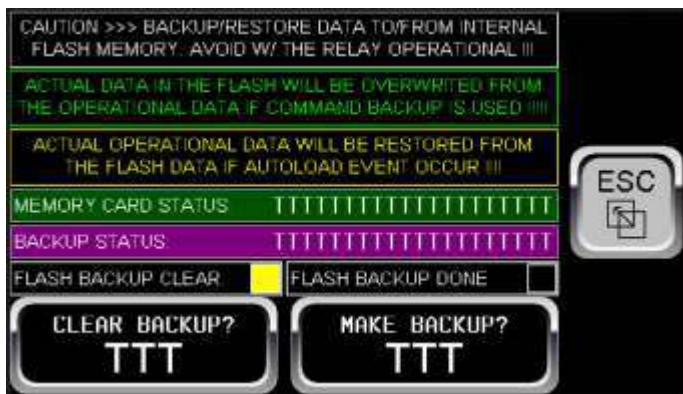 CAUTION >>> BACKUP/RESTORE DATA TO/FROM INTERNAL
FLASH MEMORY. AVOID W/ THE RELAY OPERATIONAL !!!
ACTUAL DATA IN THE FLASH WILL BE OVERWRITED FROM
THE OPERATIONAL DATA IF COMMAND BACKUP IS USED !!!!!
ACTUAL OPERATIONAL DATA WILL BE RESTORED FROM
THE FLASH DATA IF AUTOLOAD EVENT OCCUR !!!
MEMORY CARD STATUS TTTTTTTTTTTTTTTTTTTT
BACKUP STATUS: TTTTTTTTTTTTTTTTTTTT
FLASH BACKUP CLEAR FLASH BACKUP DONE
CLEAR BACKUP? MAKE BACKUP?
TTT TTT
ESC